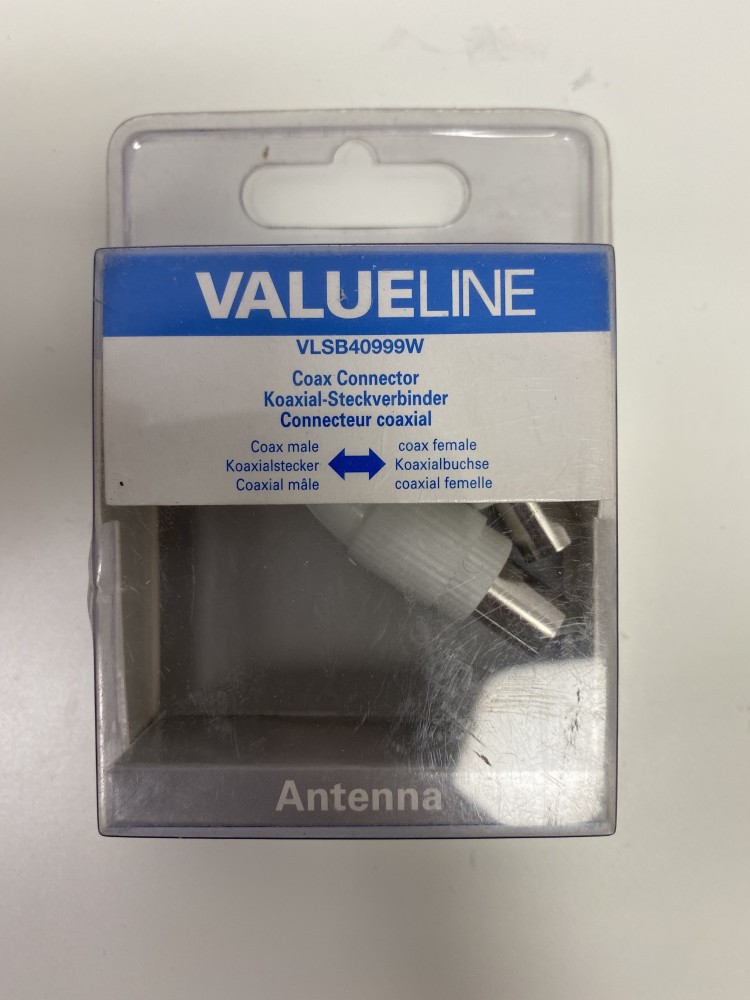 VALUELINE
VLSB40999W
Coax Connector
Koaxial-Steckverbinder
Connecteur coaxial
Coax male coax female
Koaxialstecker Koaxialbuchse
Coaxial mâle coaxial femelle
Antenna